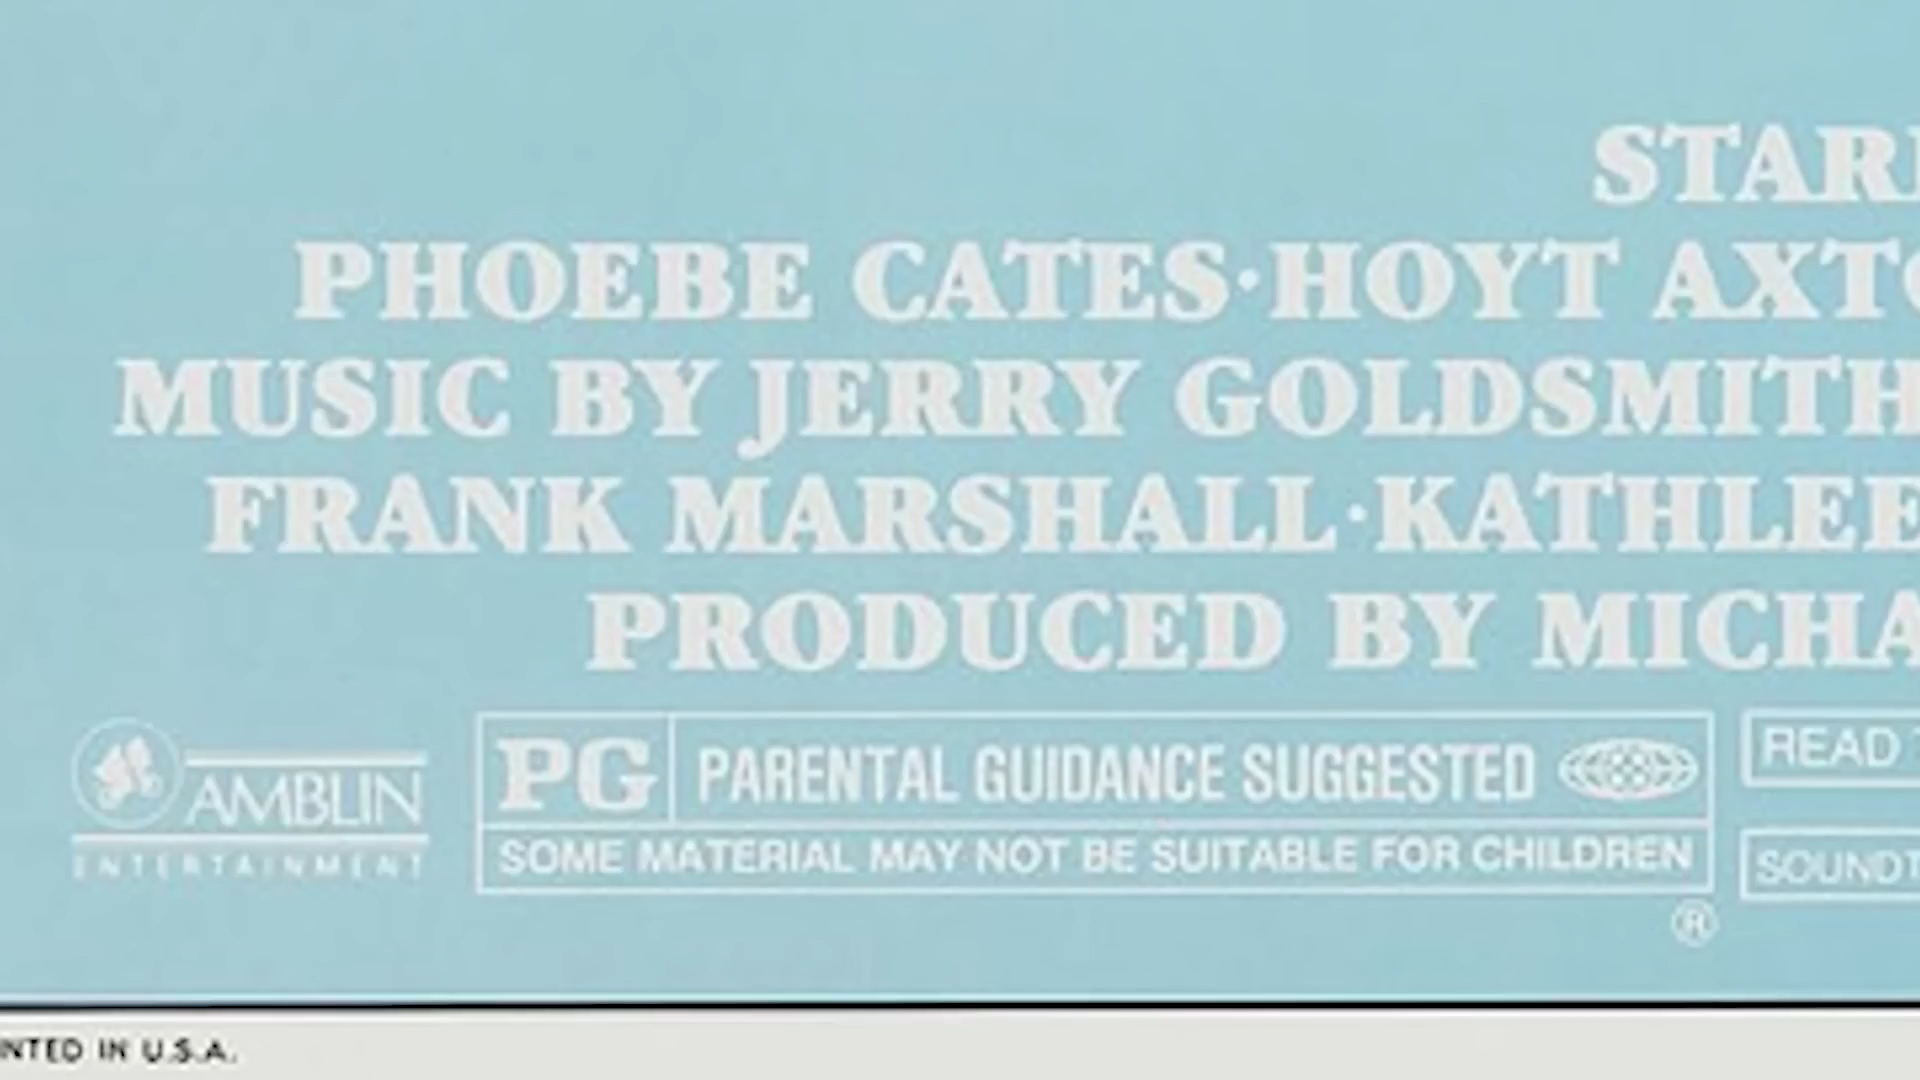 STAR
PHOEBE CATES·HOYT AXTO
MUSIC BY JERRY GOLDSMITH
FRANK MARSHALL·KATHLEE
PRODUCED BY MICHA
AMBLIN
ENTERTAINMENT
PG PARENTAL GUIDANCE SUGGESTED
SOME MATERIAL MAY NOT BE SUITABLE FOR CHILDREN
®
READ
SOUNDT
NTED IN U.S.A.